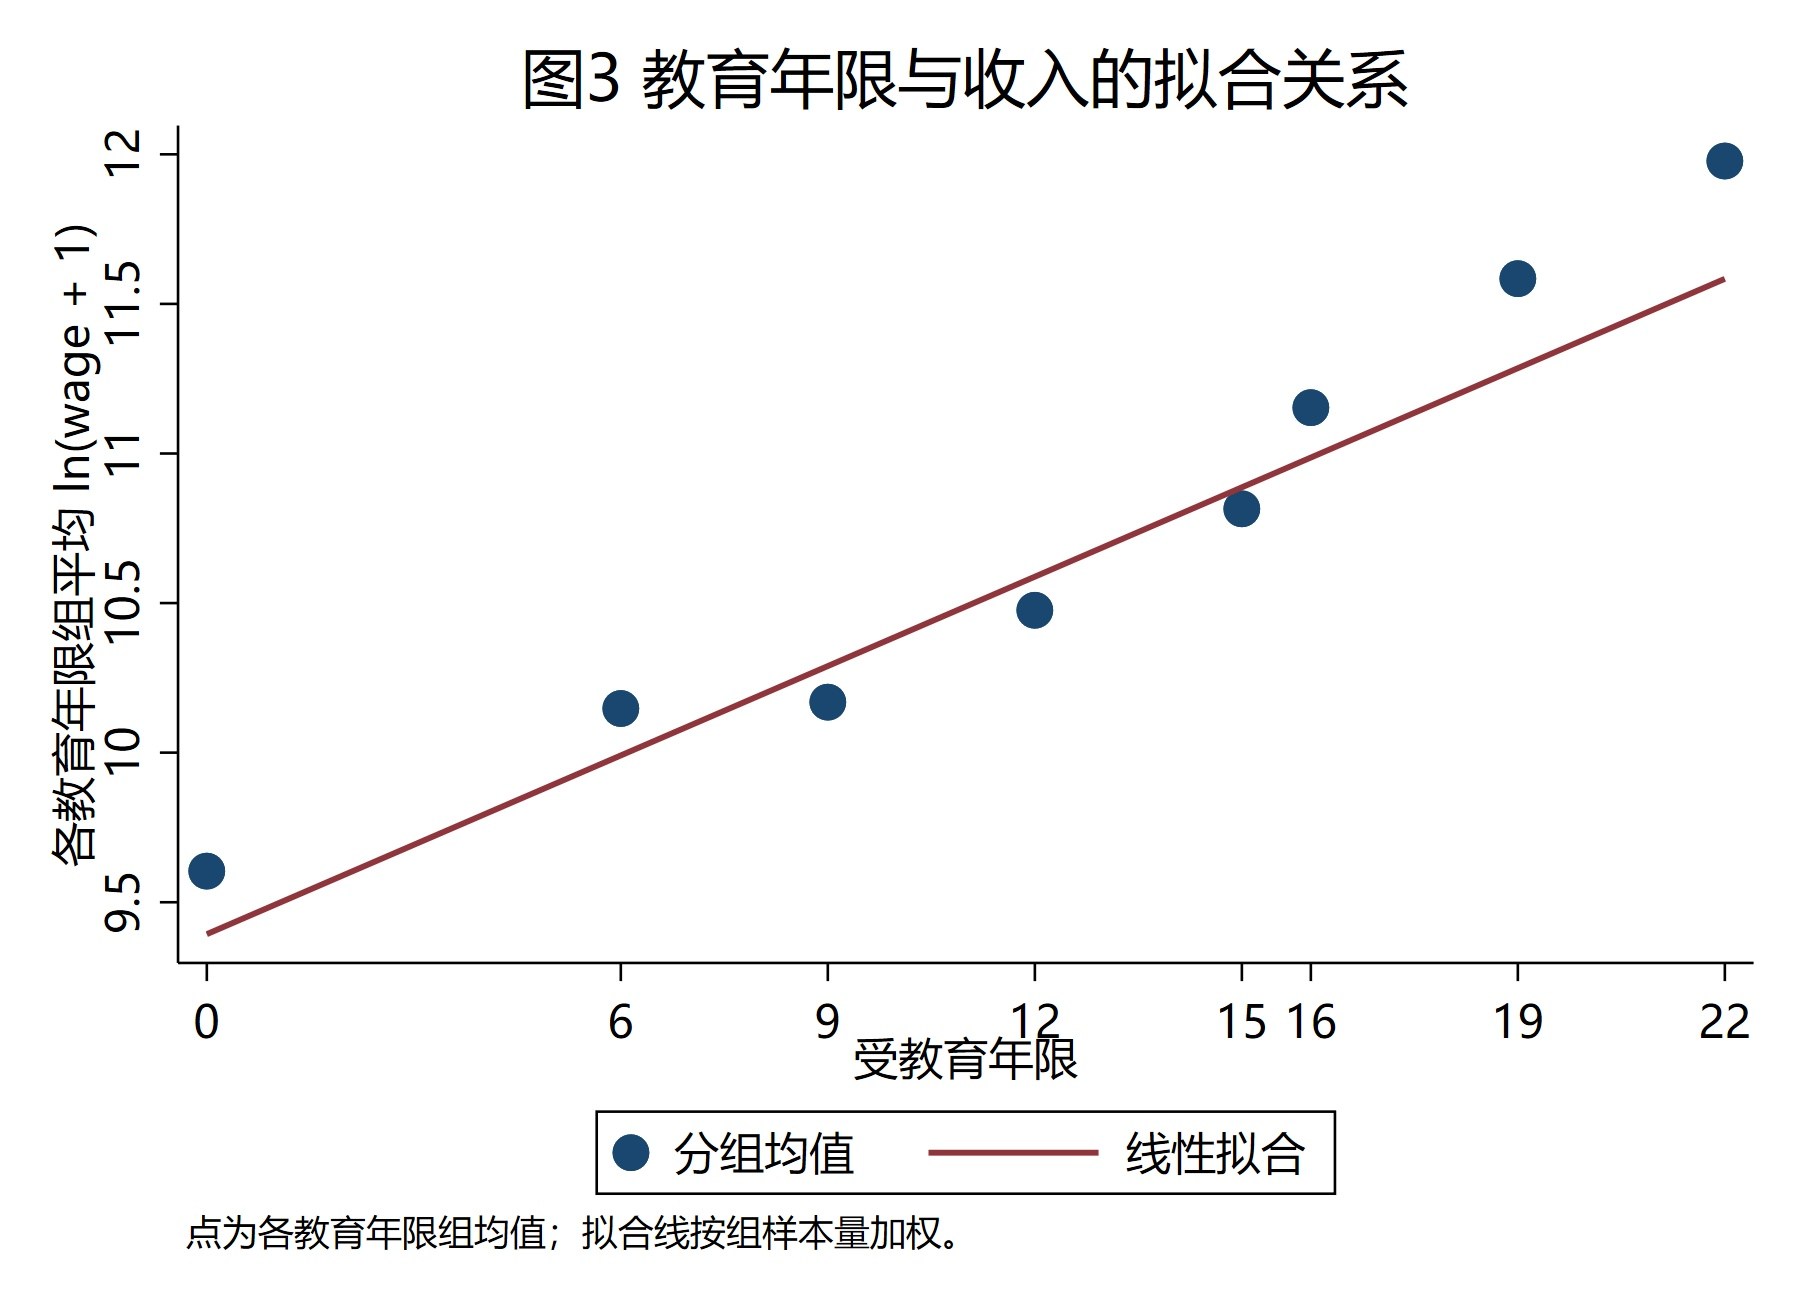 图3 教育年限与收入的拟合关系
各教育年限组平均 ln(wage + 1)
12
11.5
11
10.5
10
9.5
0 6 9 12 15 16 19 22
受教育年限
分组均值 线性拟合
点为各教育年限组均值；拟合线按组样本量加权。